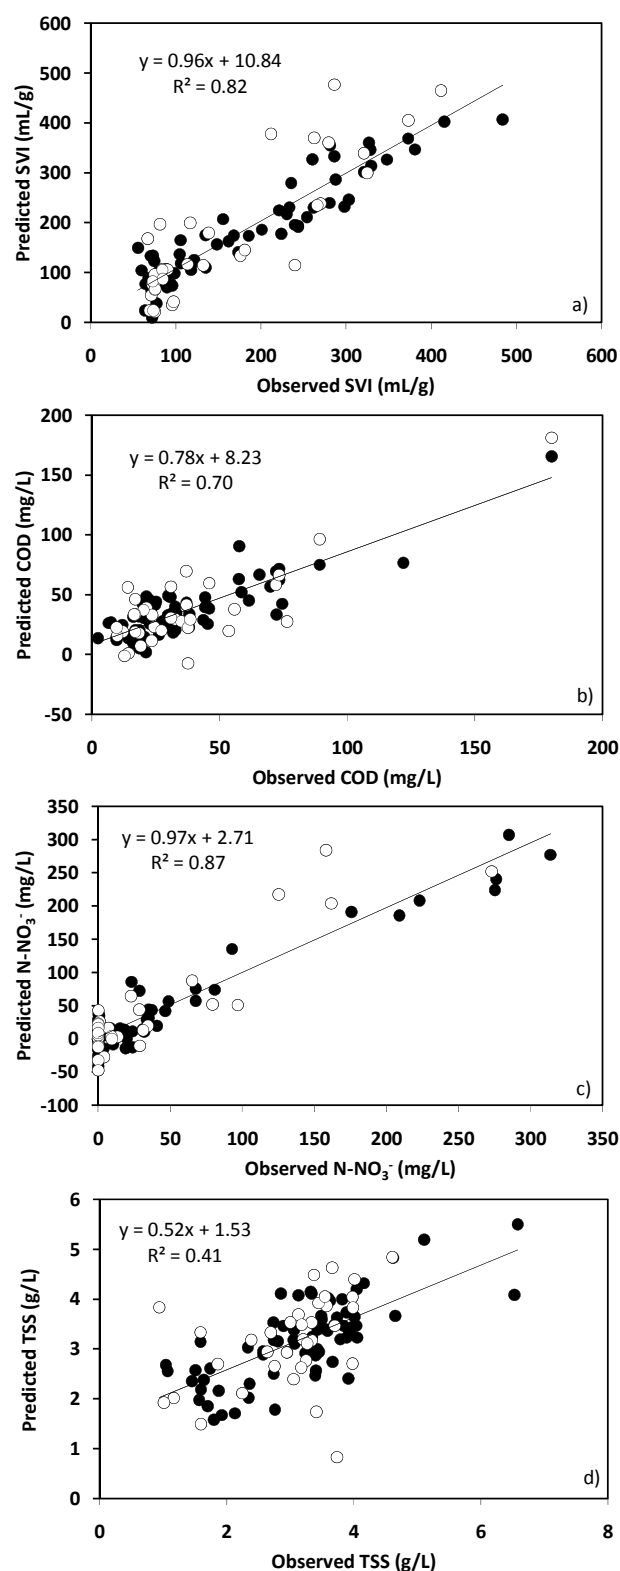 600
y = 0.96x + 10.84
R² = 0.82
500
400
300
200
100
0
Predicted SVI (mL/g)
a)
0 100 200 300 400 500 600
Observed SVI (mL/g)
200
y = 0.78x + 8.23
R² = 0.70
150
100
50
0
-50
Predicted COD (mg/L)
b)
0 50 100 150 200
Observed COD (mg/L)
350
y = 0.97x + 2.71
R² = 0.87
300
250
200
150
100
50
0
-50
-100
Predicted N-NO₃⁻ (mg/L)
c)
0 50 100 150 200 250 300 350
Observed N-NO₃⁻ (mg/L)
6
y = 0.52x + 1.53
R² = 0.41
5
4
3
2
1
0
Predicted TSS (g/L)
d)
0 2 4 6 8
Observed TSS (g/L)